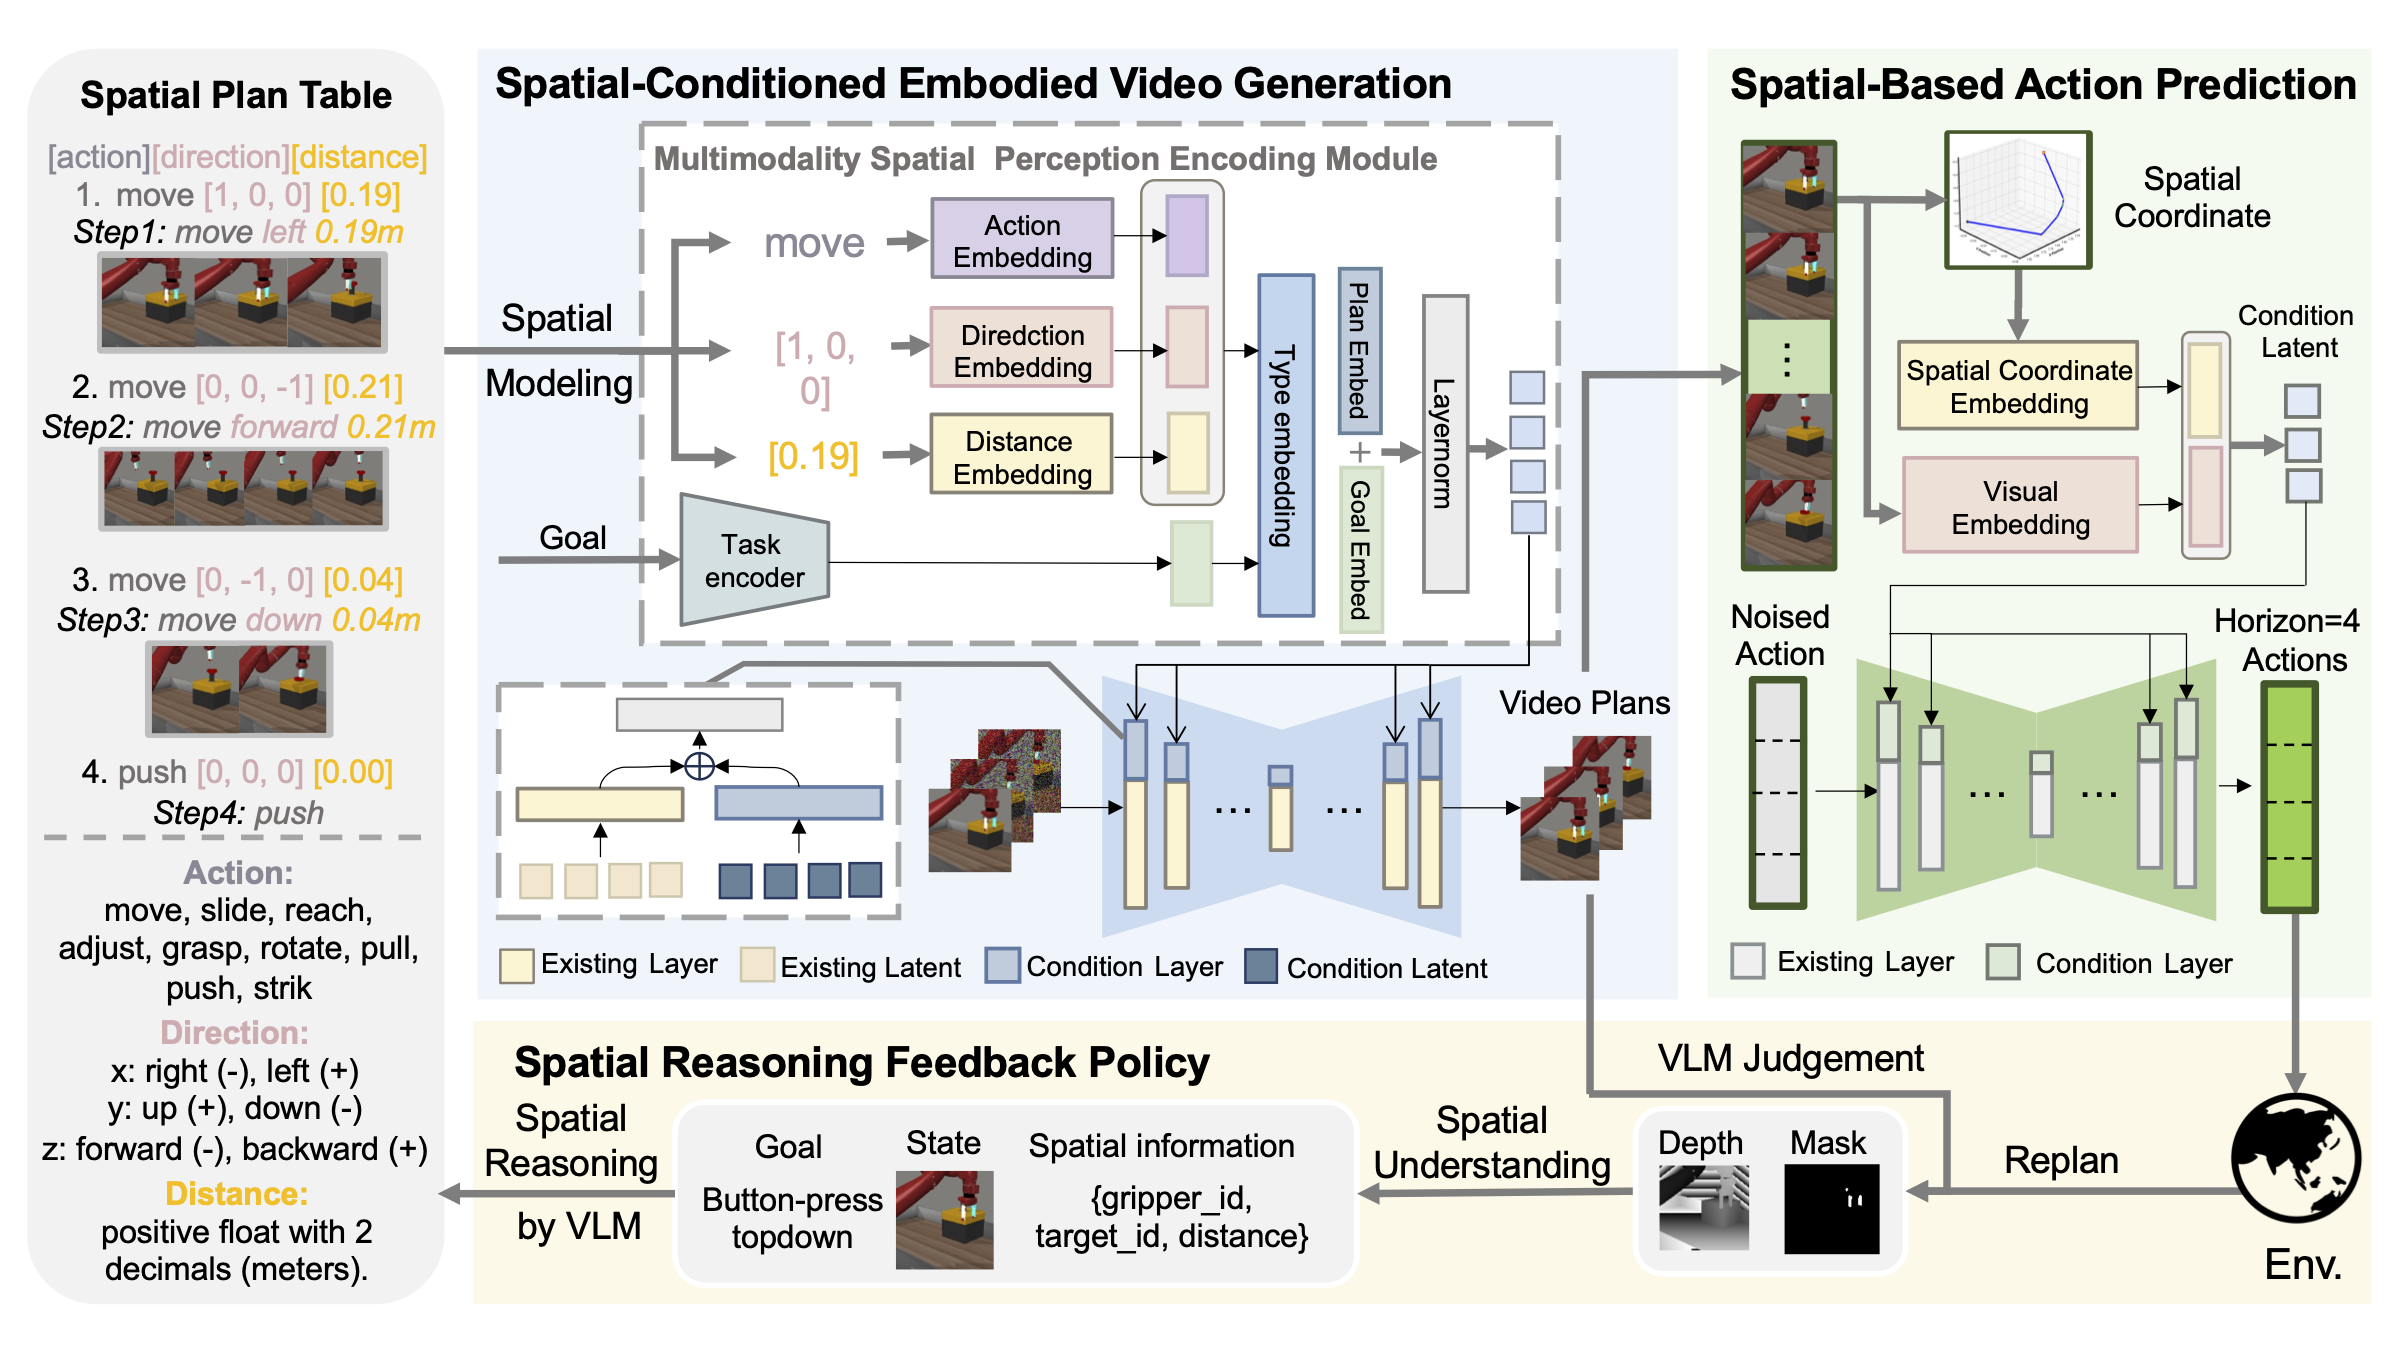 Spatial Plan Table
[action][direction][distance]
1. move [1, 0, 0] [0.19]
Step1: move left 0.19m
2. move [0, 0, -1] [0.21]
Step2: move forward 0.21m
3. move [0, -1, 0] [0.04]
Step3: move down 0.04m
4. push [0, 0, 0] [0.00]
Step4: push
Action:
move, slide, reach,
adjust, grasp, rotate, pull,
push, strik
Direction:
x: right (-), left (+)
y: up (+), down (-)
z: forward (-), backward (+)
Distance:
positive float with 2
decimals (meters).
Spatial-Conditioned Embodied Video Generation
Multimodality Spatial Perception Encoding Module
Spatial
Modeling
move
Action
Embedding
[1, 0,
0]
Diredction
Embedding
[0.19]
Distance
Embedding
Goal
Task
encoder
Type embedding
Plan Embed
+
Goal Embed
Layernorm
...
...
Video Plans
Existing Layer
Existing Latent
Condition Layer
Condition Latent
Spatial-Based Action Prediction
Spatial
Coordinate
...
Spatial Coordinate
Embedding
Visual
Embedding
Condition
Latent
Noised
Action
...
...
Horizon=4
Actions
Existing Layer
Condition Layer
Spatial Reasoning Feedback Policy
Spatial
Reasoning
by VLM
Goal
Button-press
topdown
State
Spatial information
{gripper_id,
target_id, distance}
Spatial
Understanding
VLM Judgement
Depth
Mask
Replan
Env.